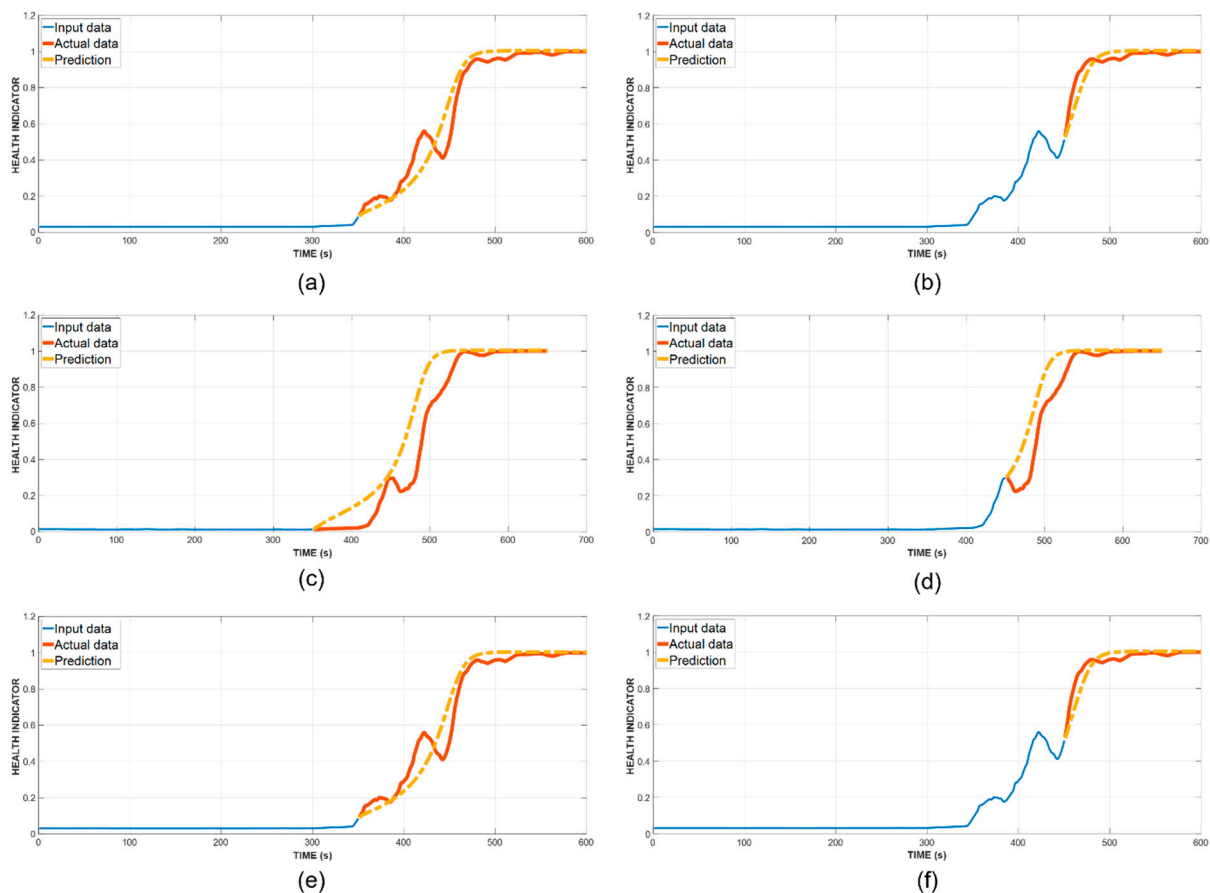 1.2
Input data
Actual data
Prediction
1
0.8
0.6
0.4
0.2
0
HEALTH INDICATOR
0 100 200 300 400 500 600
TIME (s)
(a)
1.2
Input data
Actual data
Prediction
1
0.8
0.6
0.4
0.2
0
HEALTH INDICATOR
0 100 200 300 400 500 600
TIME (s)
(b)
1.2
Input data
Actual data
Prediction
1
0.8
0.6
0.4
0.2
0
HEALTH INDICATOR
0 100 200 300 400 500 600 700
TIME (s)
(c)
1.2
Input data
Actual data
Prediction
1
0.8
0.6
0.4
0.2
0
HEALTH INDICATOR
0 100 200 300 400 500 600 700
TIME (s)
(d)
1.2
Input data
Actual data
Prediction
1
0.8
0.6
0.4
0.2
0
HEALTH INDICATOR
0 100 200 300 400 500 600
TIME (s)
(e)
1.2
Input data
Actual data
Prediction
1
0.8
0.6
0.4
0.2
0
HEALTH INDICATOR
0 100 200 300 400 500 600
TIME (s)
(f)